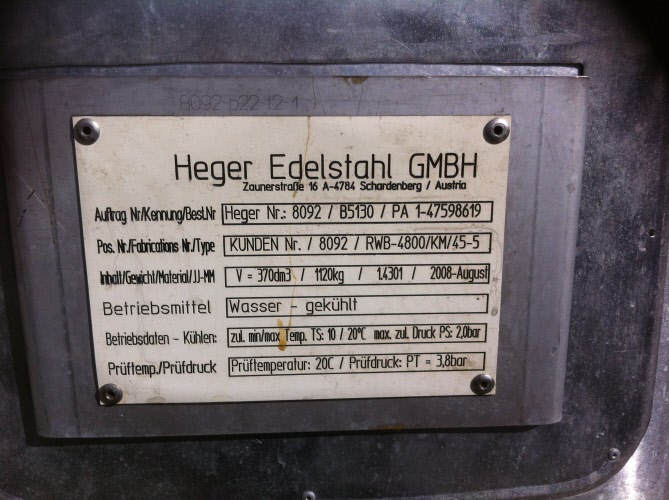 8092-p22-t2-1
Heger Edelstahl GMBH
Zaunerstraße 16 A-4784 Schardenberg / Austria
Auftrag Nr/Kennung/Best.Nr Heger Nr.: 8092 / B5130 / PA 1-47598619
Pos. Nr./Fabrications Nr./Type KUNDEN Nr. / 8092 / RWB-4800/KM/45-5
Inhalt/Gewicht/Material/JJ-MM V = 370dm3 / 1120kg / 1.4301 / 2008-August
Betriebsmittel Wasser - gekühlt
Betriebsdaten - Kühlen: zul. min/max Temp. TS: 10 / 20°C max. zul. Druck PS: 2,0bar
Prüftemp./Prüfdruck Prüftemperatur: 20C / Prüfdruck: PT = 3,8bar